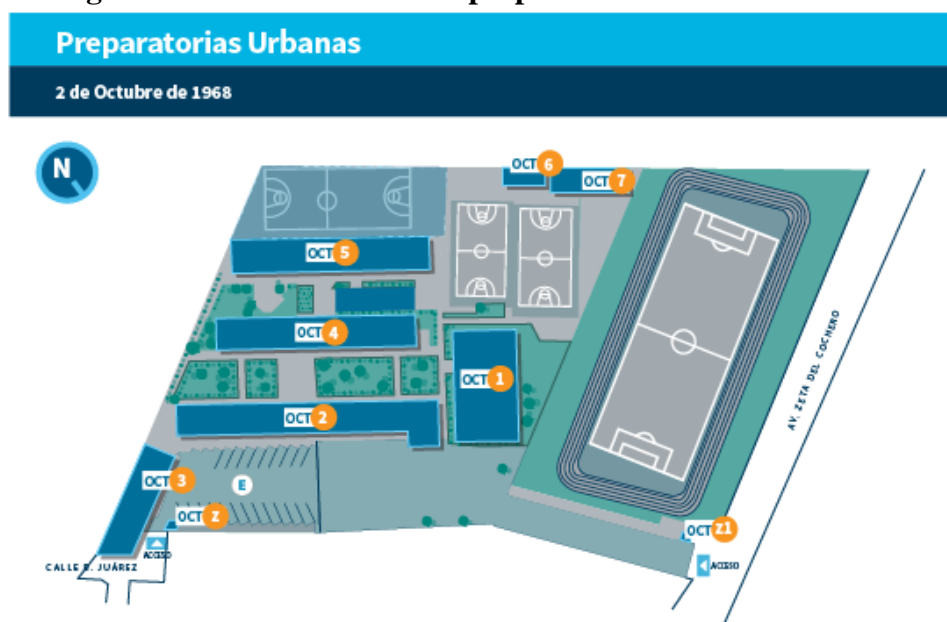 Preparatorias Urbanas
2 de Octubre de 1968
N
OCT 6
OCT 7
OCT 5
OCT 4
OCT 1
OCT 2
OCT 3
E
OCT Z
OCT Z1
ACCESO
ACCESO
CALLE B. JUÁREZ
AV. ZETA DEL COCHERO